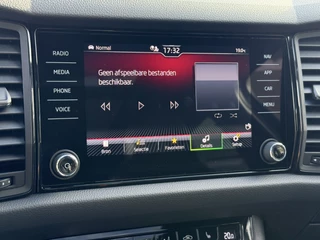 RADIO
MEDIA
PHONE
VOICE
Normal
17:32
Geen afspeelbare bestanden
beschikbaar.
Bron
Selectie
Favorieten
Details
Setup
NAV
APP
CAR
MENU